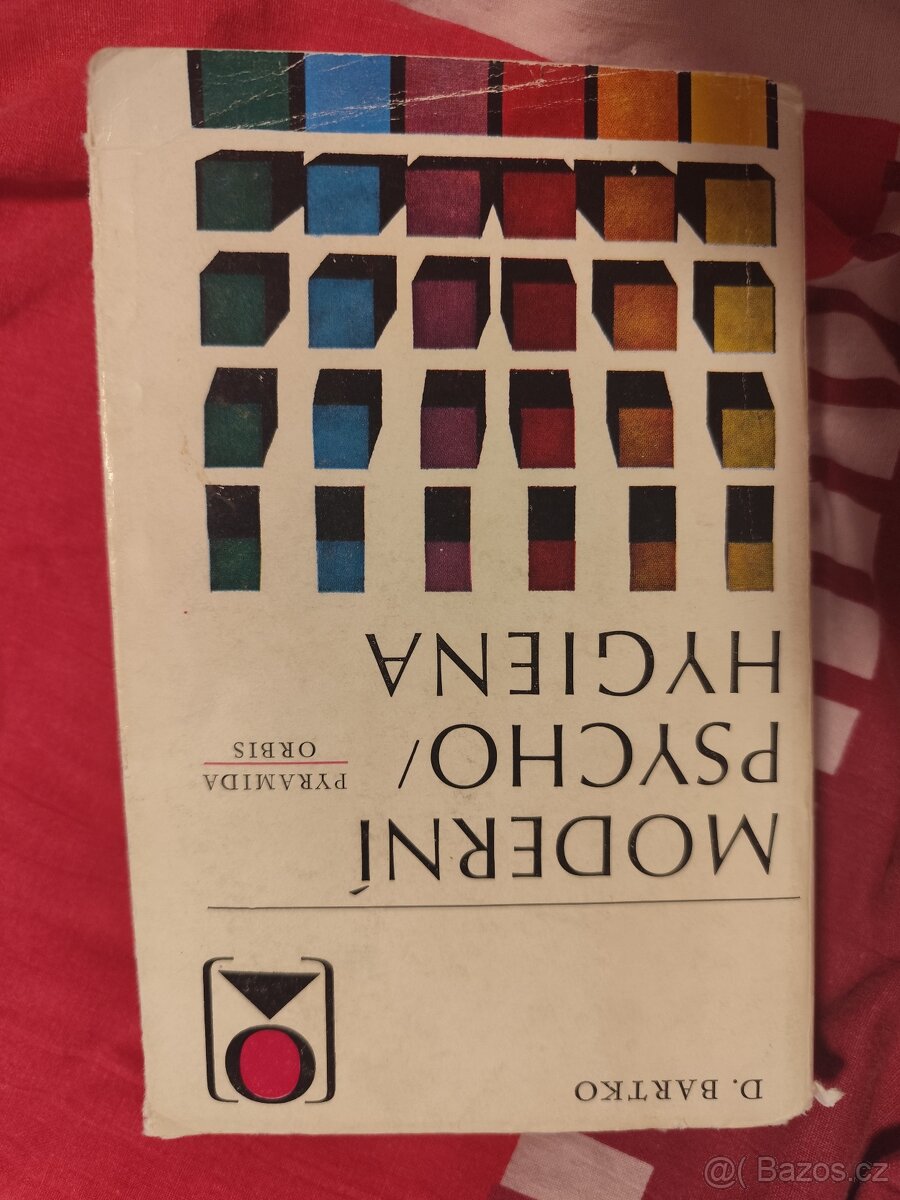 D. BARTKO
MODERNÍ
PSYCHO/
HYGIENA
PYRAMIDA
ORBIS
@( Bazos.cz